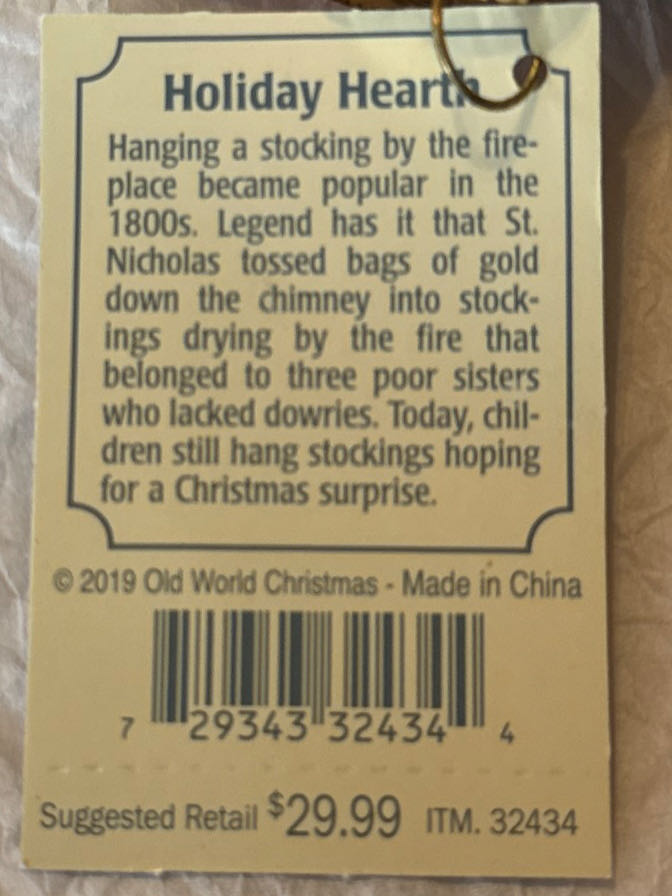 Holiday Hearth
Hanging a stocking by the fire-
place became popular in the
1800s. Legend has it that St.
Nicholas tossed bags of gold
down the chimney into stock-
ings drying by the fire that
belonged to three poor sisters
who lacked dowries. Today, chil-
dren still hang stockings hoping
for a Christmas surprise.
© 2019 Old World Christmas - Made in China
7 29343 32434 4
Suggested Retail $29.99 ITM. 32434